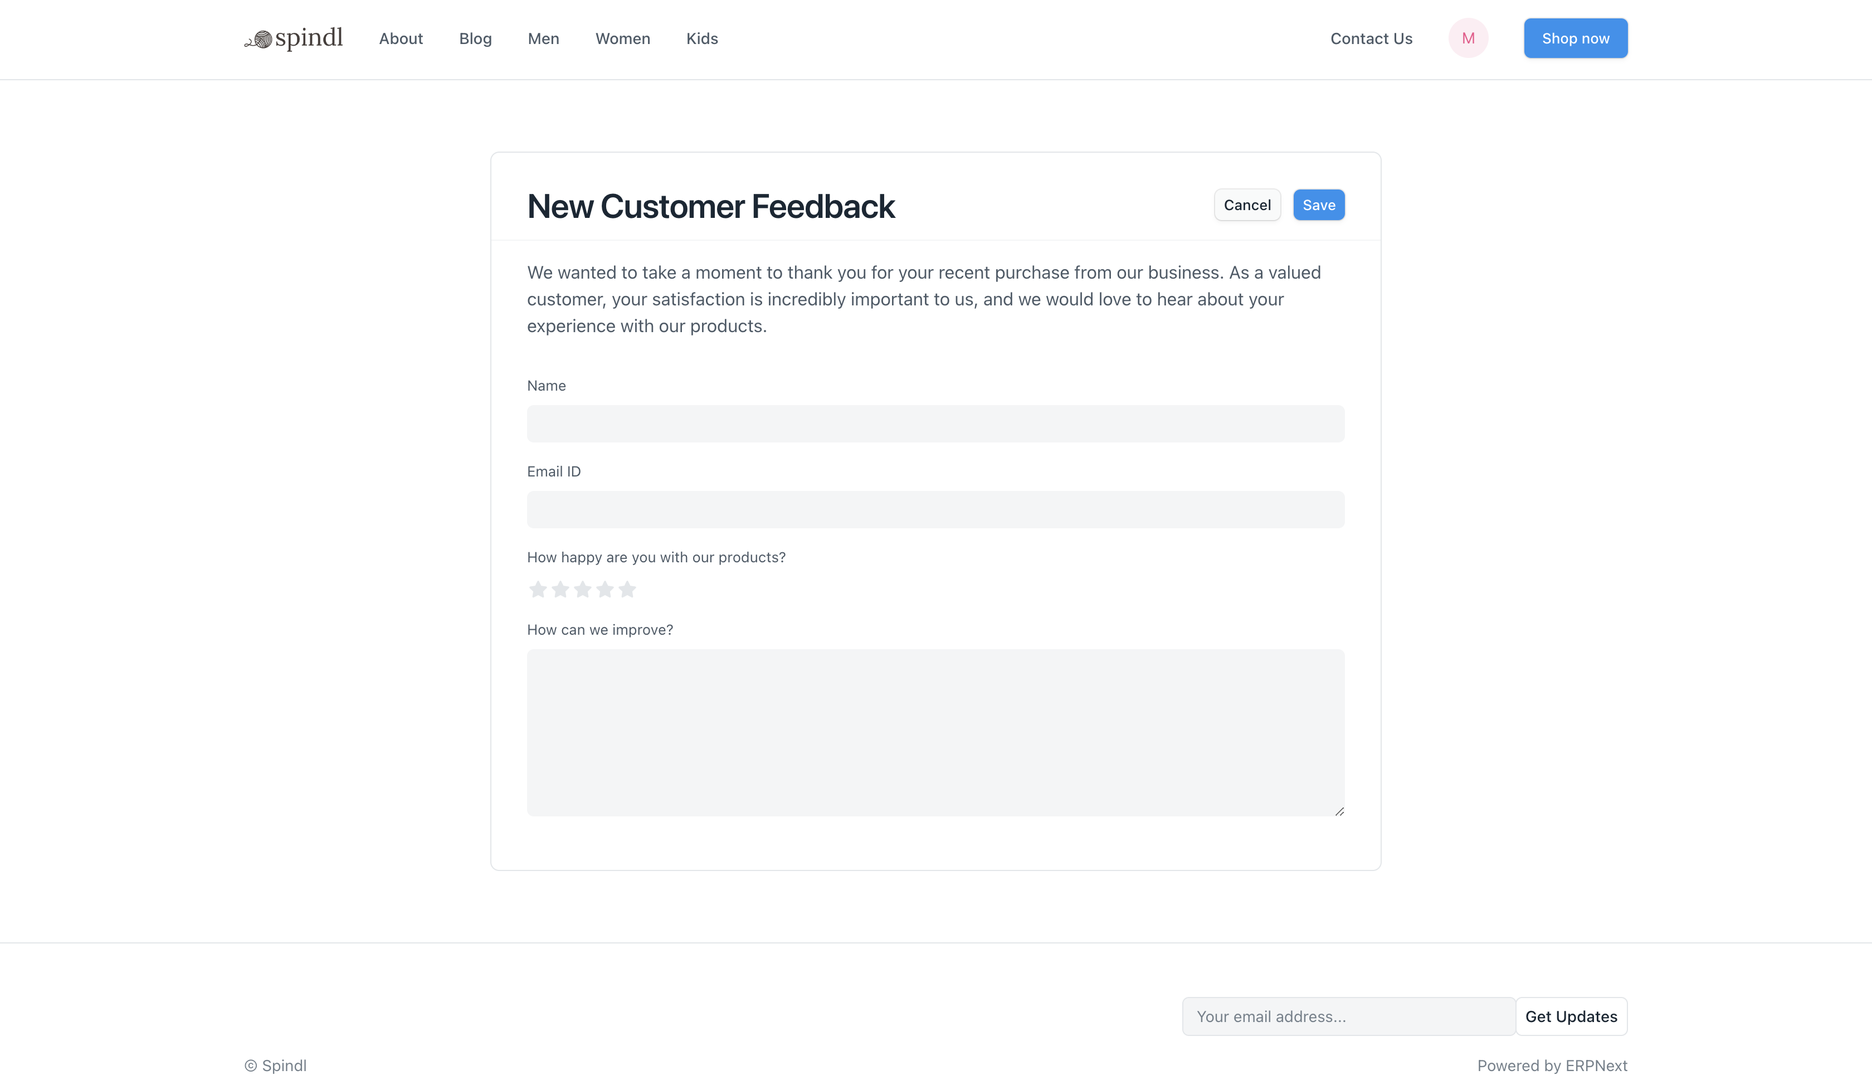 spindl About Blog Men Women Kids Contact Us M Shop now
New Customer Feedback Cancel Save
We wanted to take a moment to thank you for your recent purchase from our business. As a valued
customer, your satisfaction is incredibly important to us, and we would love to hear about your
experience with our products.
Name
Email ID
How happy are you with our products?
How can we improve?
Your email address... Get Updates
© Spindl Powered by ERPNext